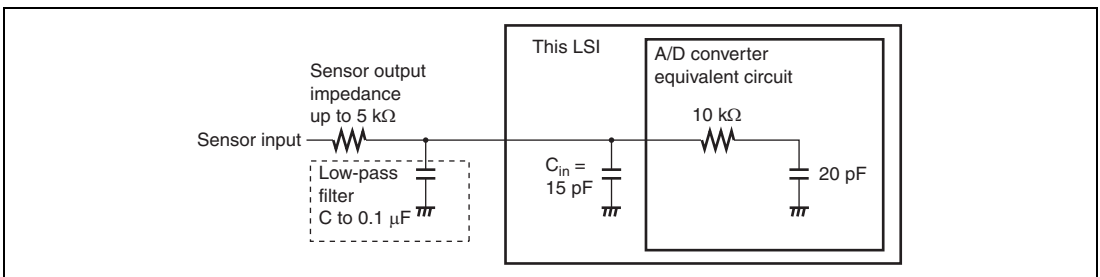 This LSI
A/D converter
equivalent circuit
Sensor output
impedance
up to 5 kΩ
10 kΩ
Sensor input
Low-pass
filter
C to 0.1 μF
Cin =
15 pF
20 pF